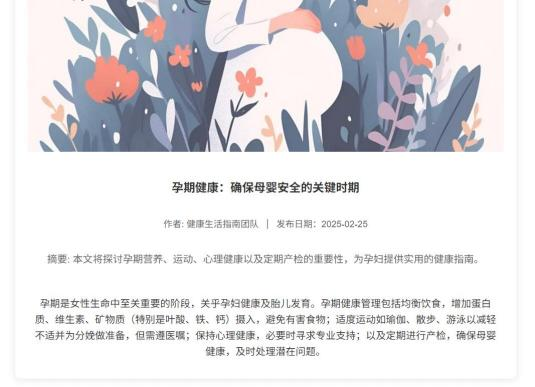 孕期健康：确保母婴安全的关键时期
作者: 健康生活指南团队 | 发布日期：2025-02-25
摘要: 本文将探讨孕期营养、运动、心理健康以及定期产检的重要性，为孕妇提供实用的健康指南。
孕期是女性生命中至关重要的阶段，关乎孕妇健康及胎儿发育。孕期健康管理包括均衡饮食，增加蛋白
质、维生素、矿物质（特别是叶酸、铁、钙）摄入，避免有害食物；适度运动如瑜伽、散步、游泳以减轻
不适并为分娩做准备，但需遵医嘱；保持心理健康，必要时寻求专业支持；以及定期进行产检，确保母婴
健康，及时处理潜在问题。